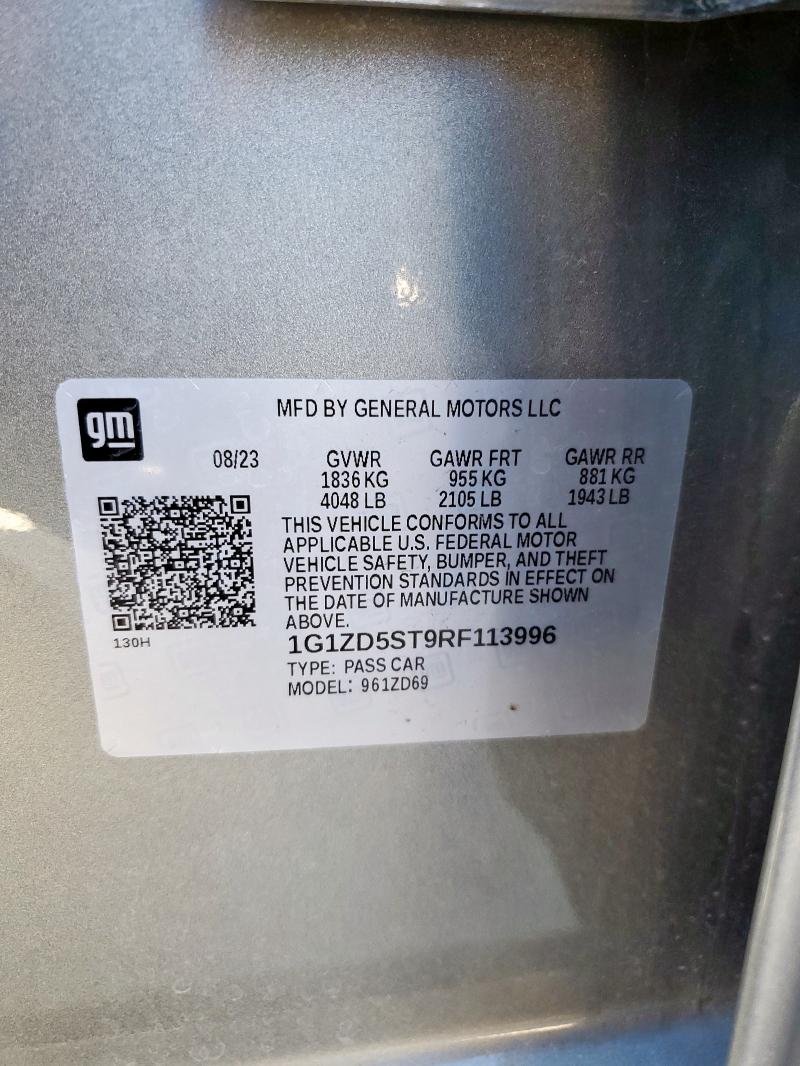 gm
MFD BY GENERAL MOTORS LLC
08/23 GVWR GAWR FRT GAWR RR
1836 KG 955 KG 881 KG
4048 LB 2105 LB 1943 LB
THIS VEHICLE CONFORMS TO ALL
APPLICABLE U.S. FEDERAL MOTOR
VEHICLE SAFETY, BUMPER, AND THEFT
PREVENTION STANDARDS IN EFFECT ON
THE DATE OF MANUFACTURE SHOWN
ABOVE.
130H
1G1ZD5ST9RF113996
TYPE: PASS CAR
MODEL: 961ZD69